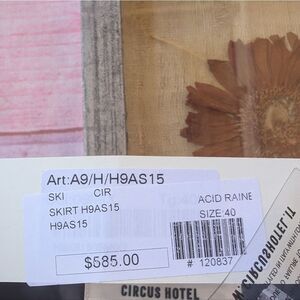 Art:A9/H/H9AS15
SKI CIR
SKIRT H9AS15
H9AS15
ACID RAINE
SIZE:40
$585.00
# 120837
CIRCUS HOTEL